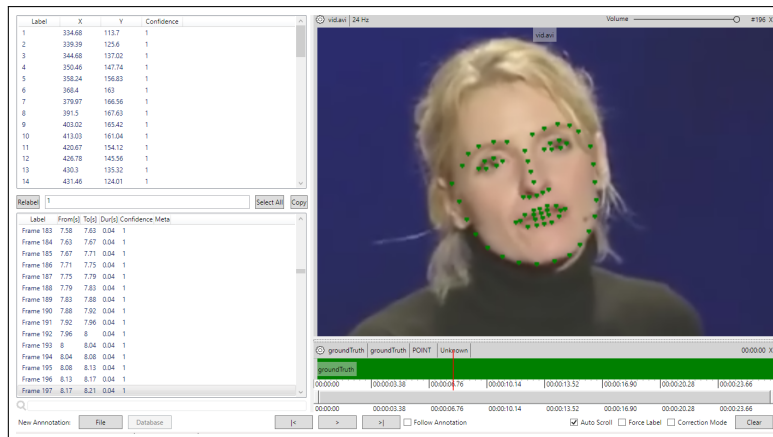 Label X Y Confidence
1 334.68 113.7 1
2 339.39 125.6 1
3 344.68 137.02 1
4 350.46 147.74 1
5 358.24 156.83 1
6 368.4 163 1
7 379.97 166.56 1
8 391.5 167.63 1
9 403.02 165.42 1
10 413.03 161.04 1
11 420.67 154.12 1
12 426.78 145.56 1
13 430.3 135.32 1
14 431.46 124.01 1
Relabel 1 Select All Copy
Label From[s] To[s] Dur[s] Confidence Meta
Frame 183 7.58 7.63 0.04 1
Frame 184 7.63 7.67 0.04 1
Frame 185 7.67 7.71 0.04 1
Frame 186 7.71 7.75 0.04 1
Frame 187 7.75 7.79 0.04 1
Frame 188 7.79 7.83 0.04 1
Frame 189 7.83 7.88 0.04 1
Frame 190 7.88 7.92 0.04 1
Frame 191 7.92 7.96 0.04 1
Frame 192 7.96 8 0.04 1
Frame 193 8 8.04 0.04 1
Frame 194 8.04 8.08 0.04 1
Frame 195 8.08 8.13 0.04 1
Frame 196 8.13 8.17 0.04 1
Frame 197 8.17 8.21 0.04 1
New Annotation: File Database
vid.avi 24 Hz Volume #196 X
vid.avi
groundTruth groundTruth POINT Unknown 00:00:00 X
groundTruth
00:00:00 00:00:03.38 00:00:06.76 00:00:10.14 00:00:13.52 00:00:16.90 00:00:20.28 00:00:23.66
00:00:00 00:00:03.38 00:00:06.76 00:00:10.14 00:00:13.52 00:00:16.90 00:00:20.28 00:00:23.66
|< > >| Follow Annotation Auto Scroll Force Label Correction Mode Clear